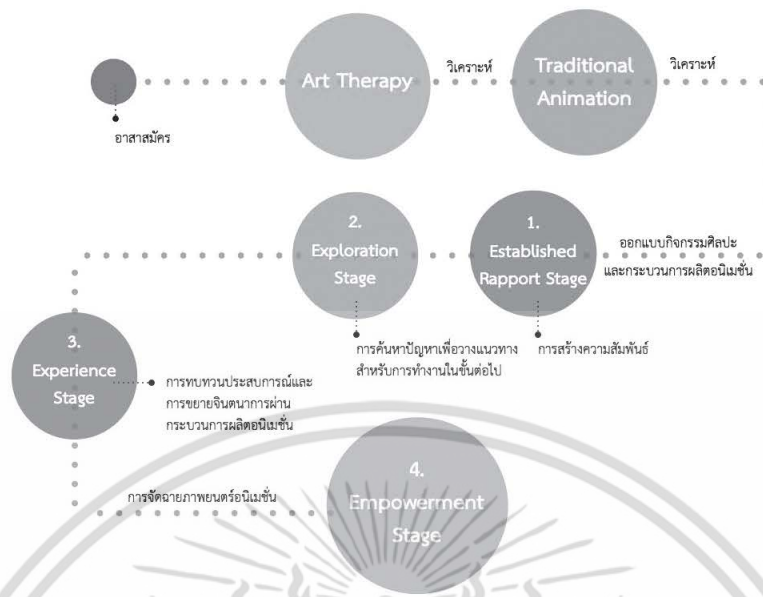 Art Therapy
วิเคราะห์
Traditional
Animation
วิเคราะห์
อาสาสมัคร
1.
Established
Rapport Stage
ออกแบบกิจกรรมศิลปะ
และกระบวนการผลิตอนิเมชั่น
การสร้างความสัมพันธ์
2.
Exploration
Stage
การค้นหาปัญหาเพื่อวางแนวทาง
สำหรับการทำงานในขั้นต่อไป
3.
Experience
Stage
การทบทวนประสบการณ์และ
การขยายจินตนาการผ่าน
กระบวนการผลิตอนิเมชั่น
การจัดฉายภาพยนตร์อนิเมชั่น
4.
Empowerment
Stage